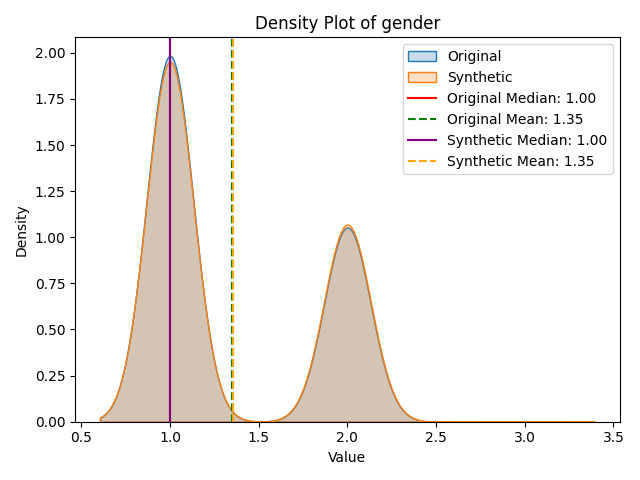 Density Plot of gender
Original
Synthetic
Original Median: 1.00
Original Mean: 1.35
Synthetic Median: 1.00
Synthetic Mean: 1.35
Density
2.00
1.75
1.50
1.25
1.00
0.75
0.50
0.25
0.00
0.5 1.0 1.5 2.0 2.5 3.0 3.5
Value